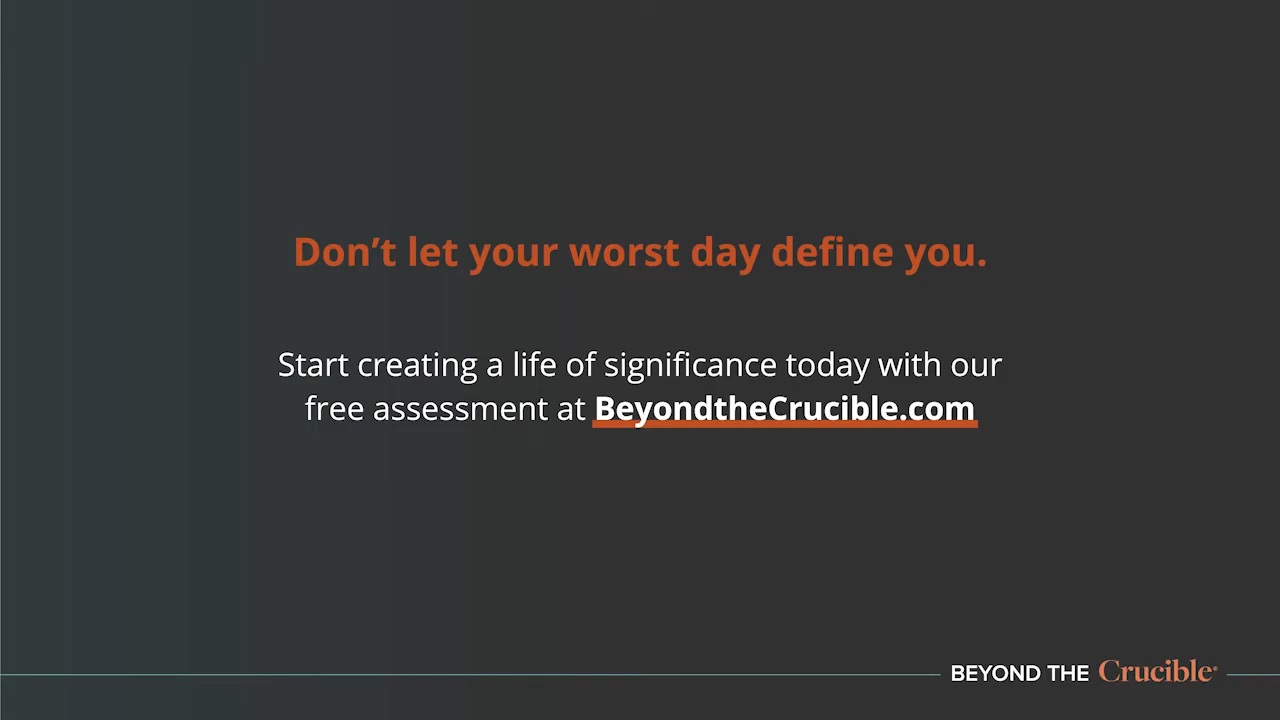 Don’t let your worst day define you.
Start creating a life of significance today with our
free assessment at BeyondtheCrucible.com
BEYOND THE Crucible®